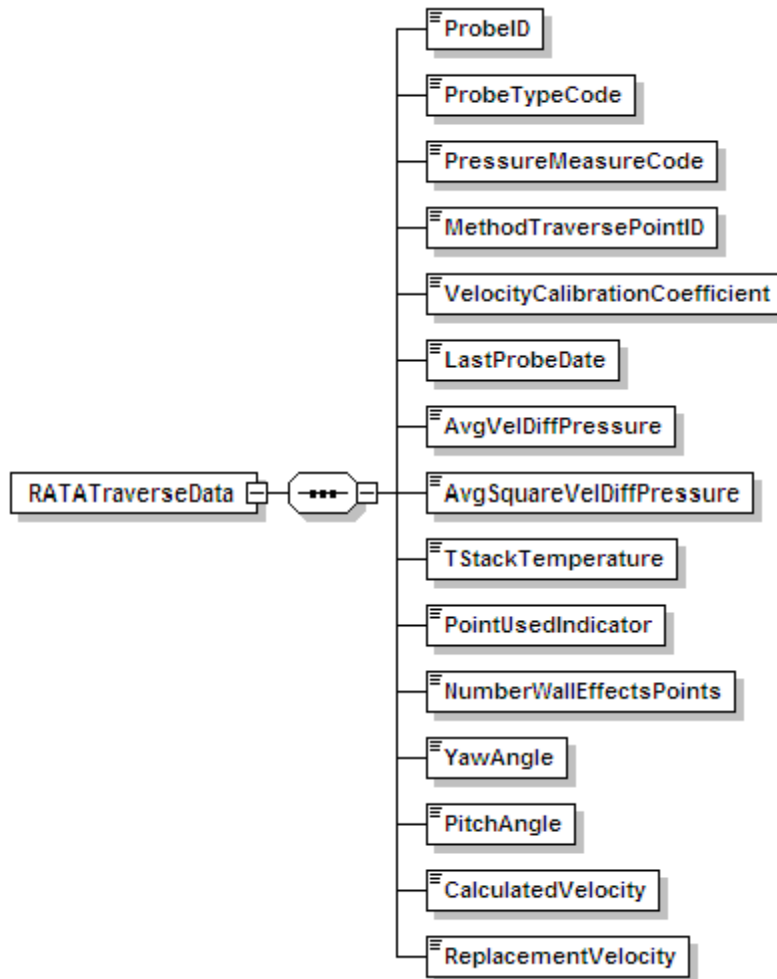 ProbeID
ProbeTypeCode
PressureMeasureCode
MethodTraversePointID
VelocityCalibrationCoefficient
LastProbeDate
AvgVelDiffPressure
RATATraverseData
AvgSquareVelDiffPressure
TStackTemperature
PointUsedIndicator
NumberWallEffectsPoints
YawAngle
PitchAngle
CalculatedVelocity
ReplacementVelocity